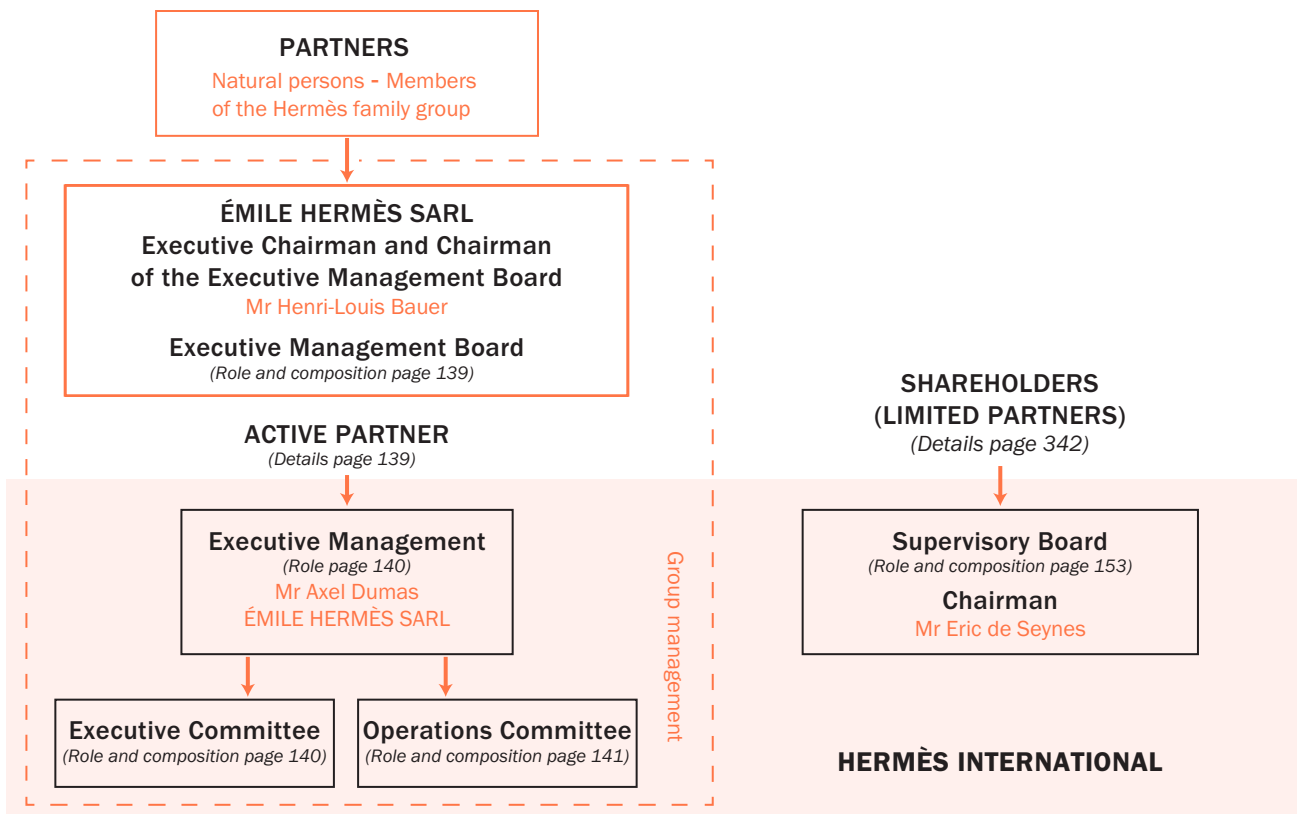 PARTNERS
Natural persons - Members
of the Hermès family group
ÉMILE HERMÈS SARL
Executive Chairman and Chairman
of the Executive Management Board
Mr Henri-Louis Bauer
Executive Management Board
(Role and composition page 139)
ACTIVE PARTNER
(Details page 139)
Executive Management
(Role page 140)
Mr Axel Dumas
ÉMILE HERMÈS SARL
Executive Committee
(Role and composition page 140)
Operations Committee
(Role and composition page 141)
Group management
SHAREHOLDERS
(LIMITED PARTNERS)
(Details page 342)
Supervisory Board
(Role and composition page 153)
Chairman
Mr Eric de Seynes
HERMÈS INTERNATIONAL